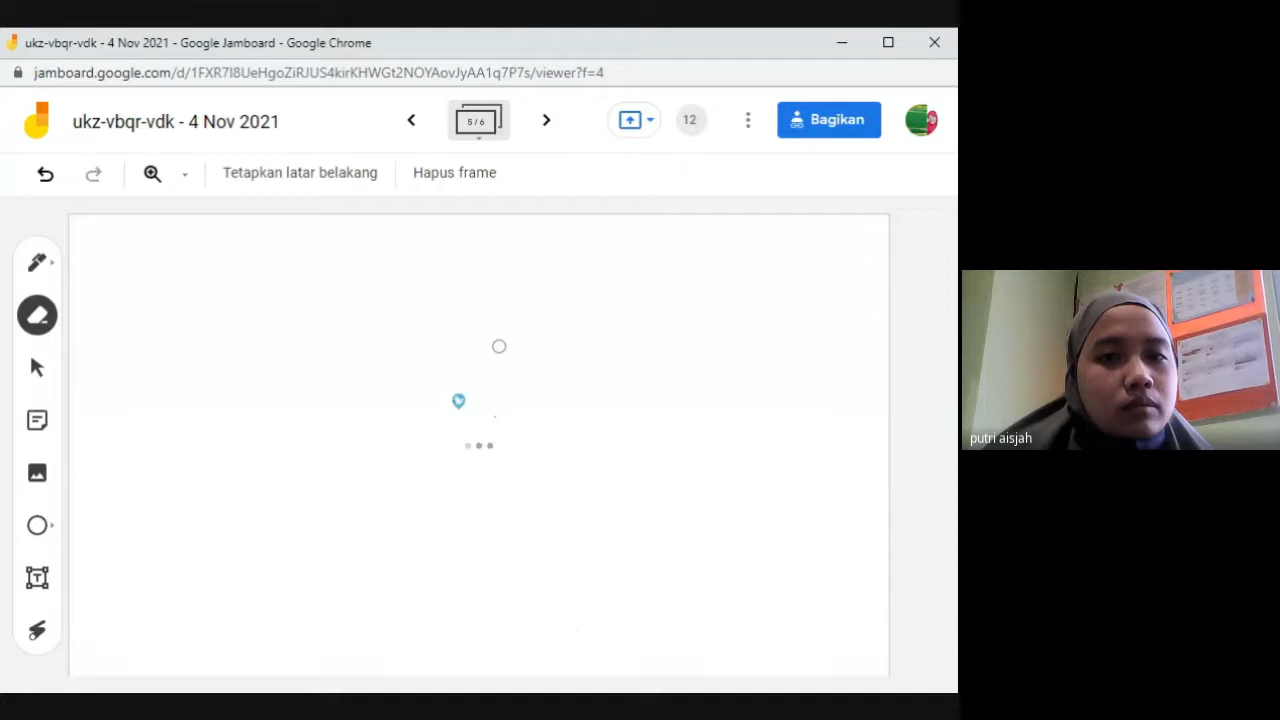 ukz-vbqr-vdk - 4 Nov 2021 - Google Jamboard - Google Chrome
jamboard.google.com/d/1FXR7I8UeHgoZiRJUS4kirKHWGt2NOYAovJyAA1q7P7s/viewer?f=4
ukz-vbqr-vdk - 4 Nov 2021
5 / 6
12
Bagikan
Tetapkan latar belakang
Hapus frame
T
putri aisjah